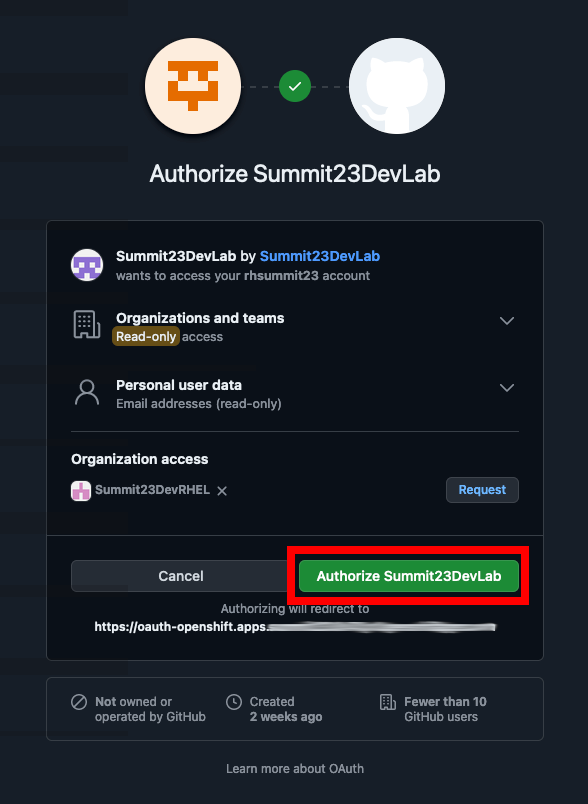 Authorize Summit23DevLab
Summit23DevLab by Summit23DevLab
wants to access your rhsummit23 account
Organizations and teams
Read-only access
Personal user data
Email addresses (read-only)
Organization access
Summit23DevRHEL
Request
Cancel
Authorize Summit23DevLab
Authorizing will redirect to
https://oauth-openshift.apps.
Not owned or
operated by GitHub
Created
2 weeks ago
Fewer than 10
GitHub users
Learn more about OAuth